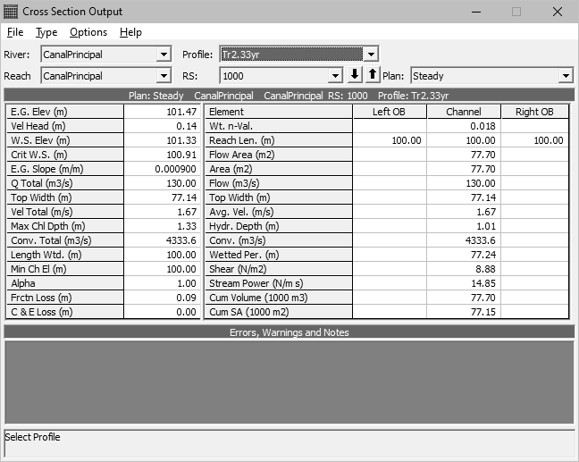 Cross Section Output
File Type Options Help
River: CanalPrincipal Profile: Tr2.33yr
Reach CanalPrincipal RS: 1000 Plan: Steady
Plan: Steady CanalPrincipal CanalPrincipal RS: 1000 Profile: Tr2.33yr
E.G. Elev (m) 101.47 Element Left OB Channel Right OB
Vel Head (m) 0.14 Wt. n-Val. 0.018
W.S. Elev (m) 101.33 Reach Len. (m) 100.00 100.00 100.00
Crit W.S. (m) 100.91 Flow Area (m2) 77.70
E.G. Slope (m/m) 0.000900 Area (m2) 77.70
Q Total (m3/s) 130.00 Flow (m3/s) 130.00
Top Width (m) 77.14 Top Width (m) 77.14
Vel Total (m/s) 1.67 Avg. Vel. (m/s) 1.67
Max Chl Dpth (m) 1.33 Hydr. Depth (m) 1.01
Conv. Total (m3/s) 4333.6 Conv. (m3/s) 4333.6
Length Wtd. (m) 100.00 Wetted Per. (m) 77.24
Min Ch El (m) 100.00 Shear (N/m2) 8.88
Alpha 1.00 Stream Power (N/m s) 14.85
Frctn Loss (m) 0.09 Cum Volume (1000 m3) 77.70
C & E Loss (m) 0.00 Cum SA (1000 m2) 77.15
Errors, Warnings and Notes
Select Profile